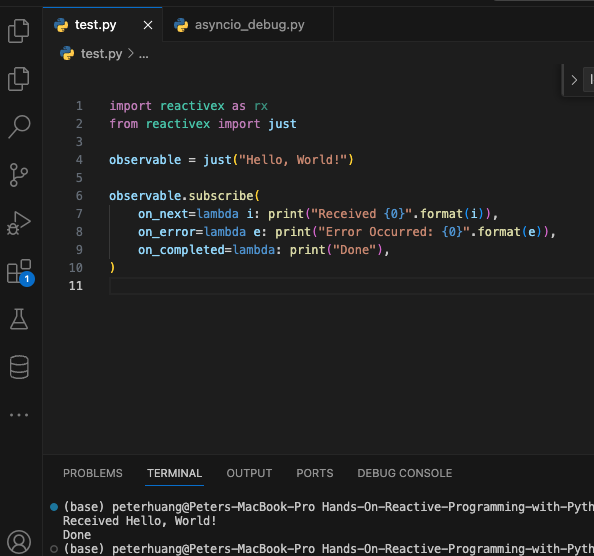 test.py
asyncio_debug.py
test.py > ...
1 import reactivex as rx
2 from reactivex import just
3
4 observable = just("Hello, World!")
5
6 observable.subscribe(
7     on_next=lambda i: print("Received {0}".format(i)),
8     on_error=lambda e: print("Error Occurred: {0}".format(e)),
9     on_completed=lambda: print("Done"),
10 )
11
1
PROBLEMS TERMINAL OUTPUT PORTS DEBUG CONSOLE
(base) peterhuang@Peters-MacBook-Pro Hands-On-Reactive-Programming-with-Pyth
Received Hello, World!
Done
(base) peterhuang@Peters-MacBook-Pro Hands-On-Reactive-Programming-with-Pyth